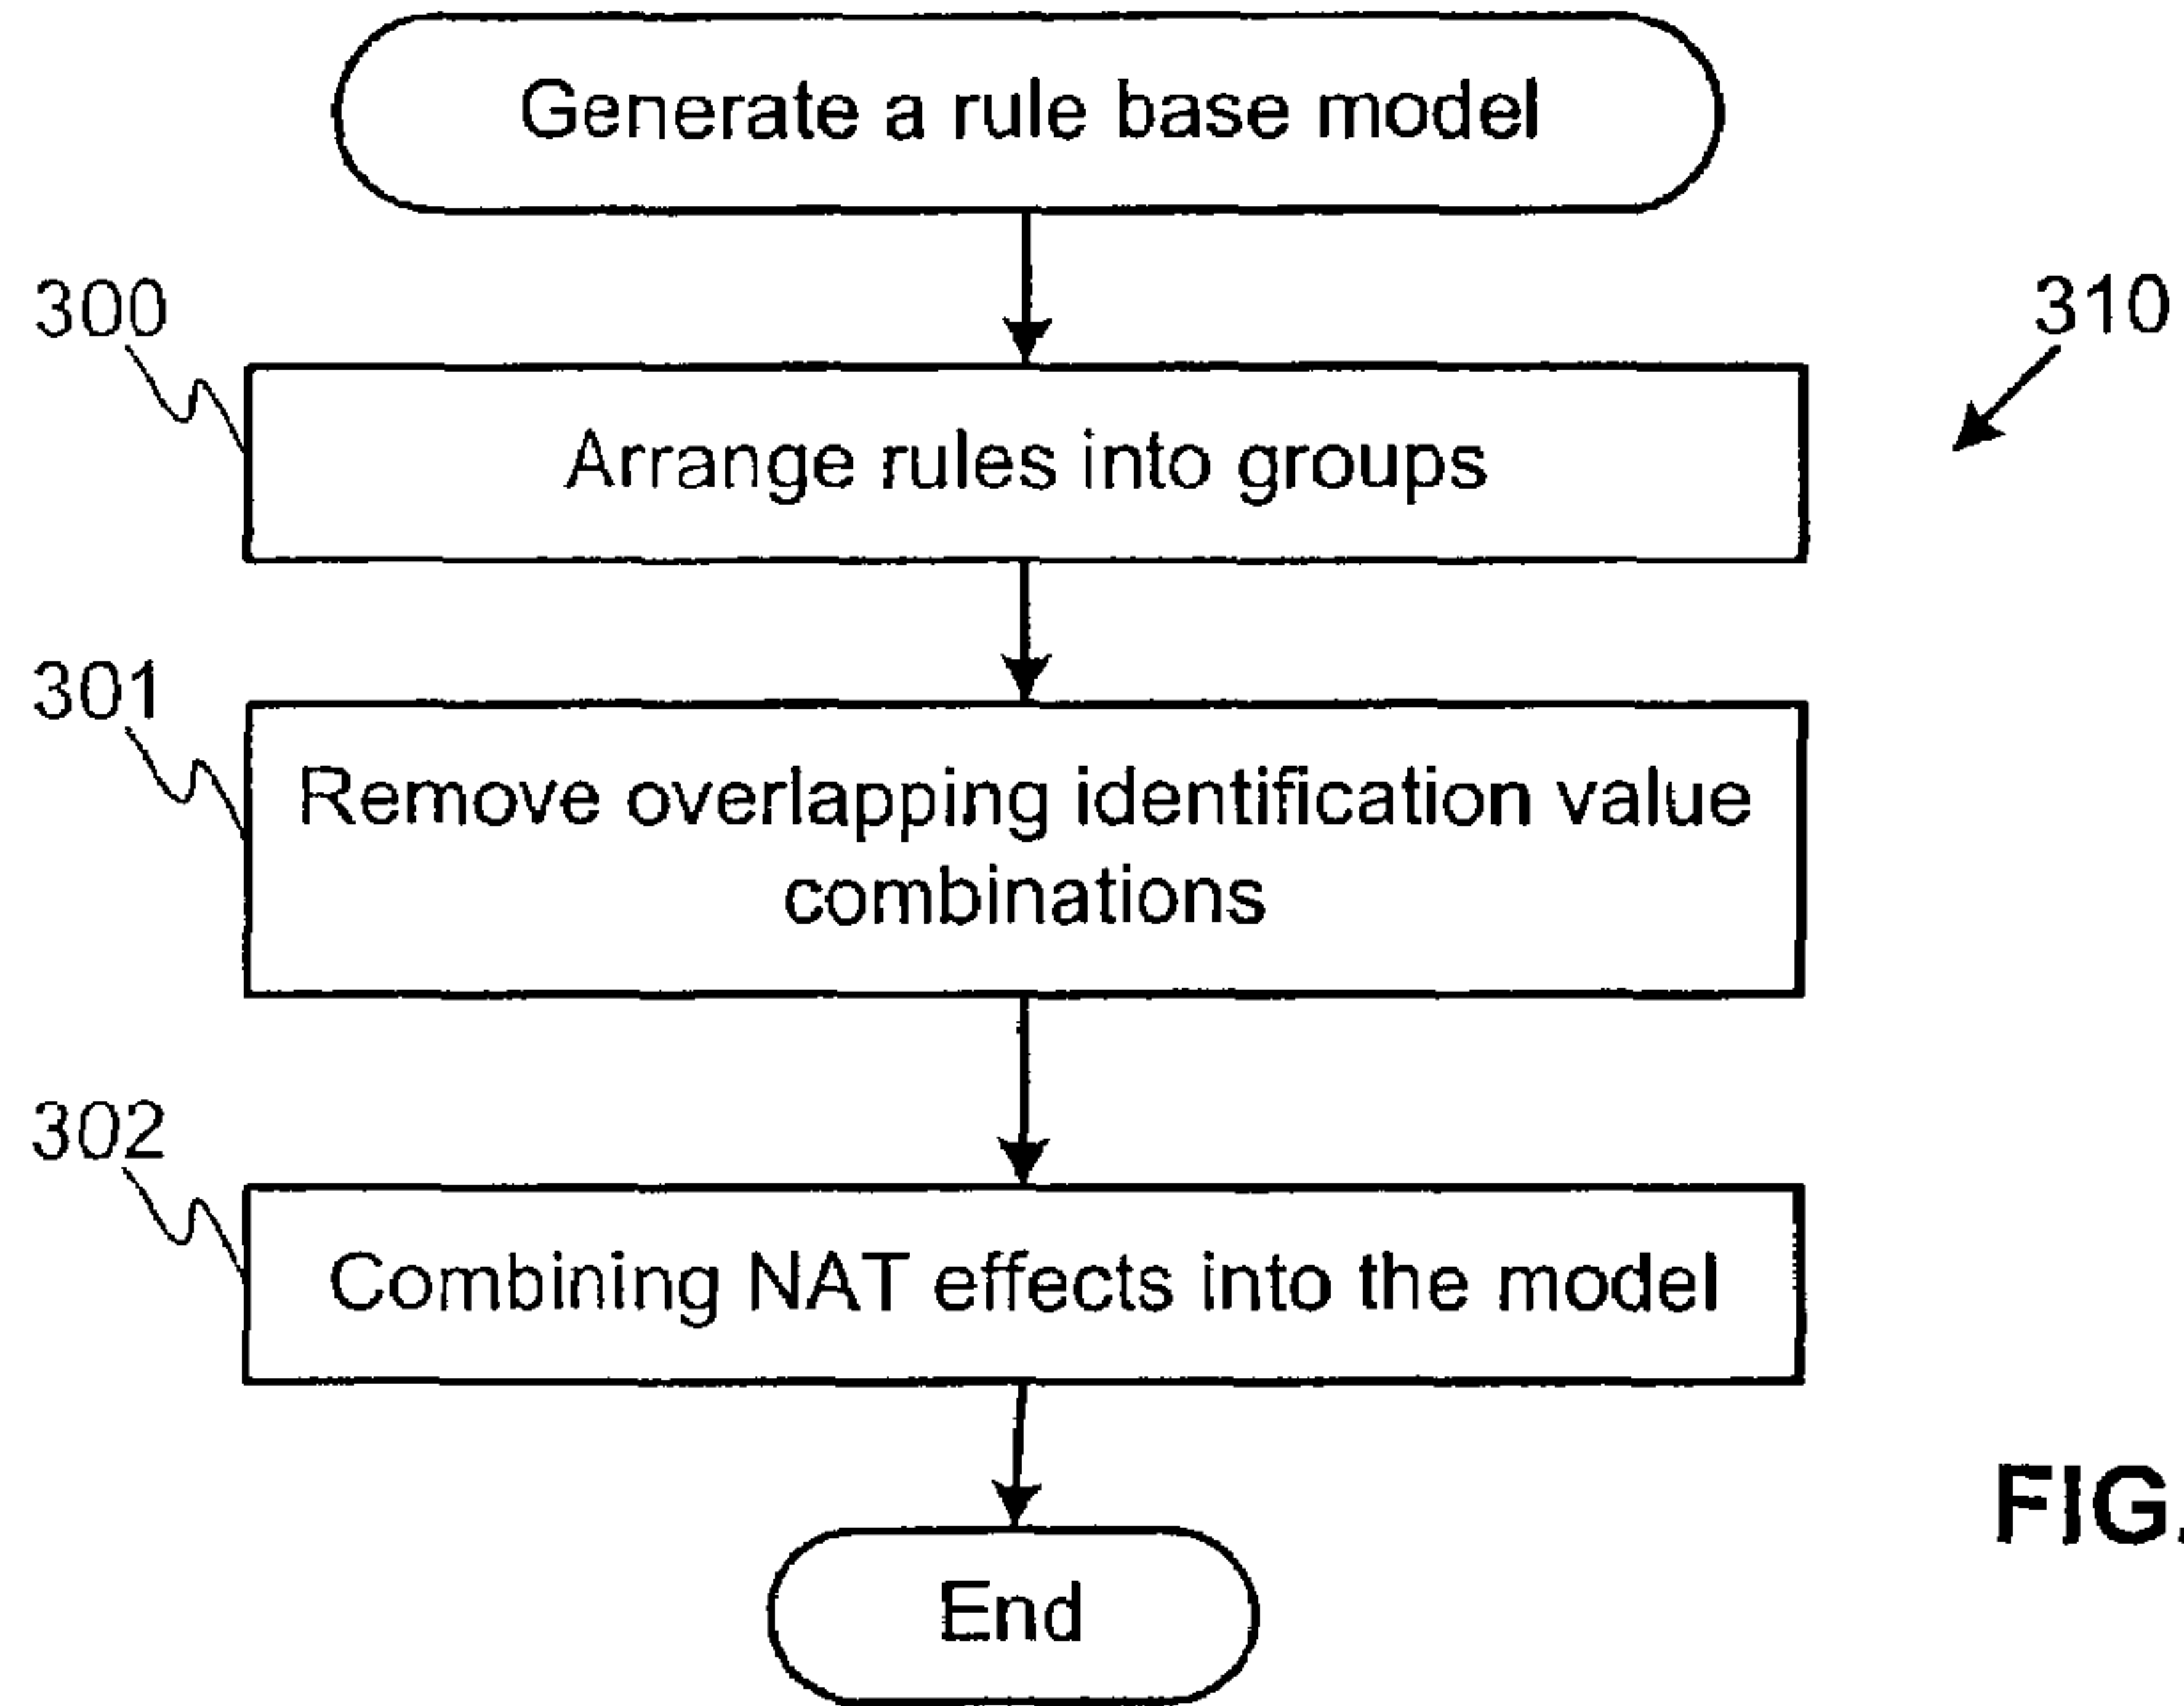 Generate a rule base model
300
310
Arrange rules into groups
301
Remove overlapping identification value
combinations
302
Combining NAT effects into the model
FIG.
End